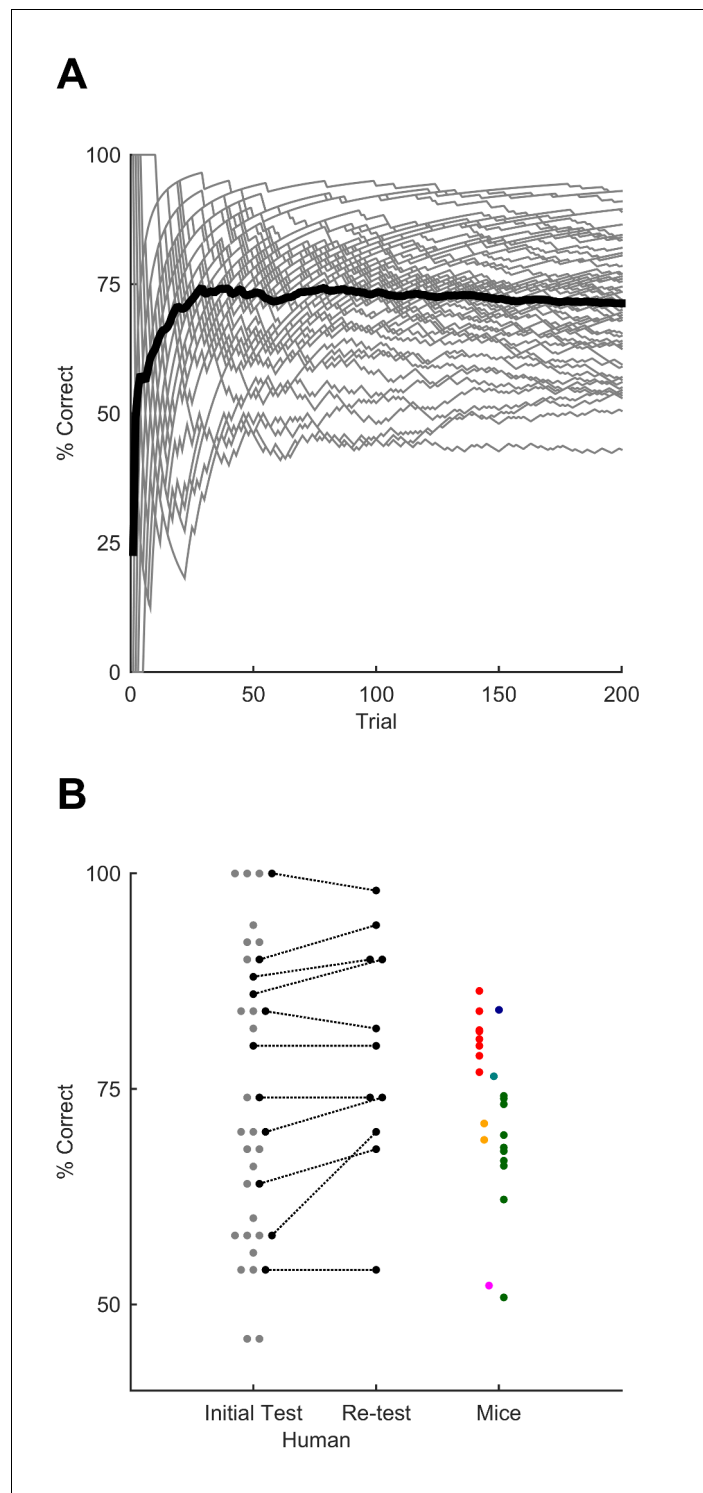 A
100
75
50
25
0
% Correct
0 50 100 150 200
Trial
B
100
75
50
% Correct
Initial Test Re-test Mice
Human